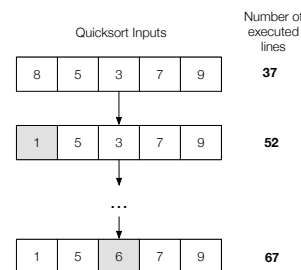 Quicksort Inputs
Number of
executed
lines
8 5 3 7 9 37
1 5 3 7 9 52
...
1 5 6 7 9 67